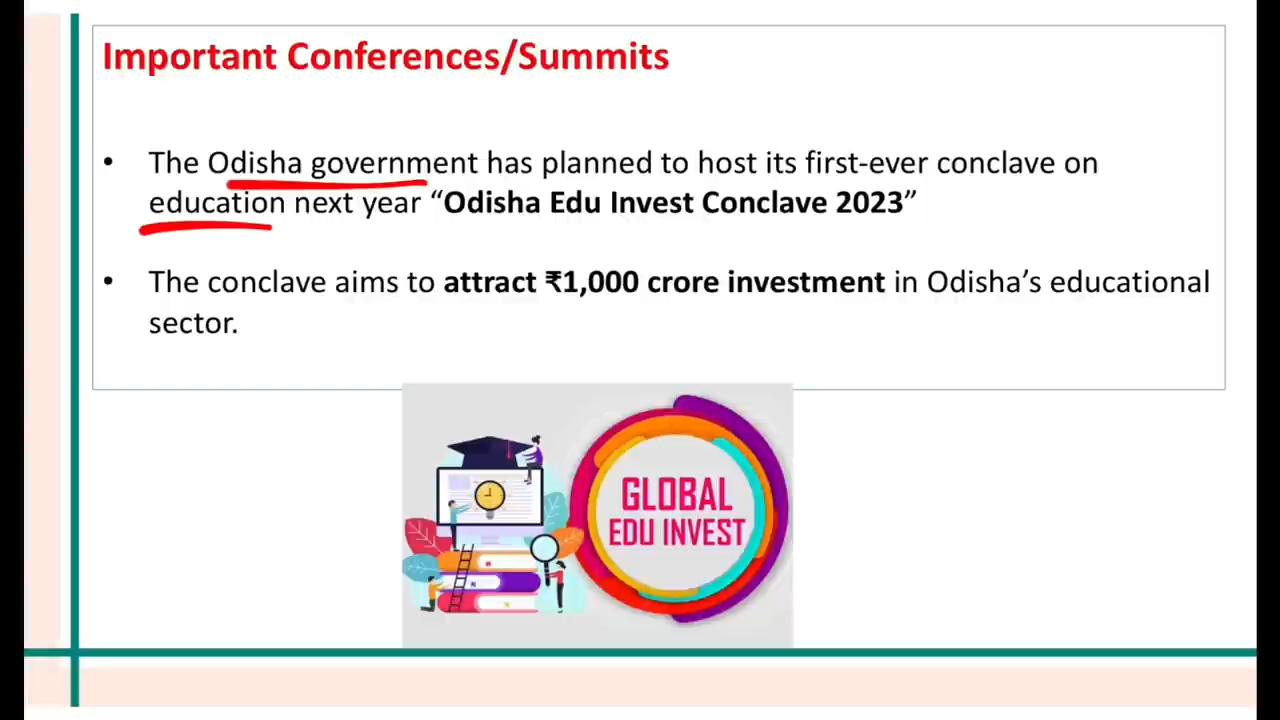 Important Conferences/Summits
• The Odisha government has planned to host its first-ever conclave on
education next year “Odisha Edu Invest Conclave 2023”
• The conclave aims to attract ₹1,000 crore investment in Odisha’s educational
sector.
GLOBAL
EDU INVEST